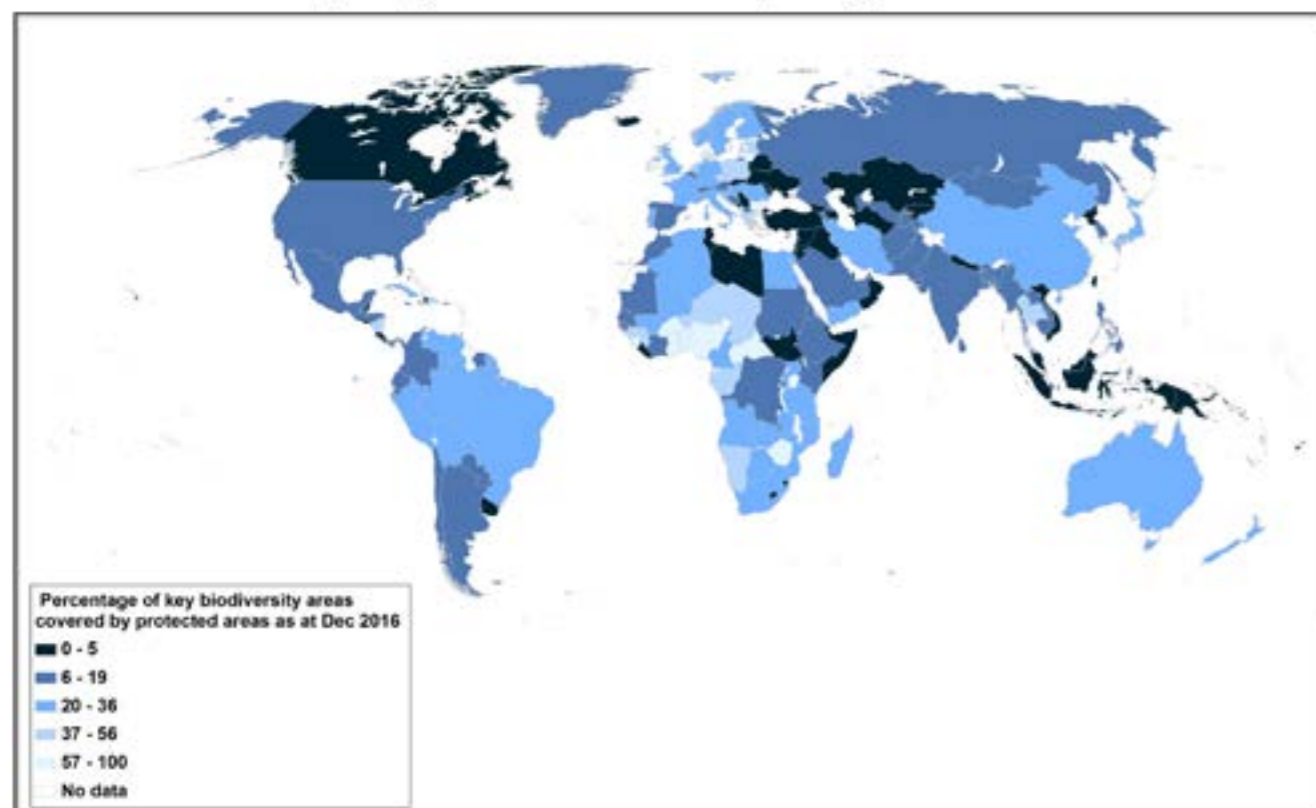 Percentage of key biodiversity areas
covered by protected areas as at Dec 2016
0 - 5
6 - 19
20 - 36
37 - 56
57 - 100
No data